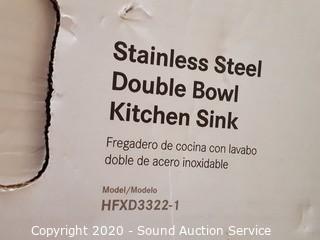 Stainless Steel
Double Bowl
Kitchen Sink
Fregadero de cocina con lavabo
doble de acero inoxidable
Model/Modelo
HFXD3322-1
Copyright 2020 - Sound Auction Service